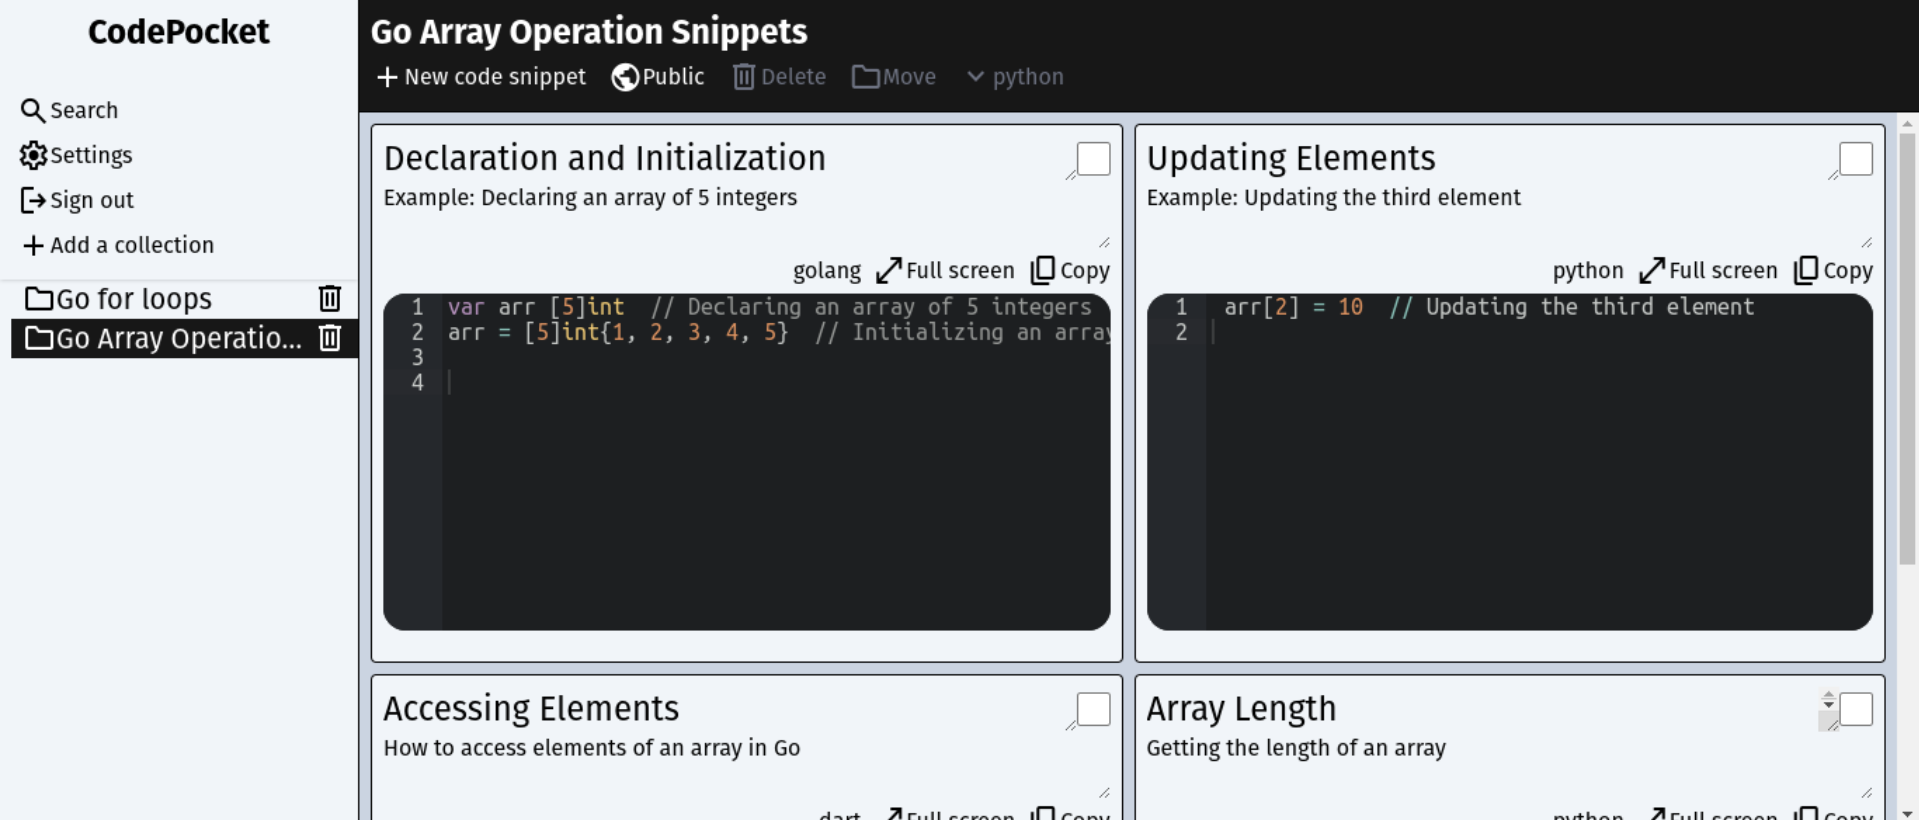 CodePocket
Search
Settings
Sign out
Add a collection
Go for loops
Go Array Operatio...
Go Array Operation Snippets
New code snippet Public Delete Move python
Declaration and Initialization
Example: Declaring an array of 5 integers
golang Full screen Copy
1 var arr [5]int  // Declaring an array of 5 integers
2 arr = [5]int{1, 2, 3, 4, 5}  // Initializing an array
3
4
Updating Elements
Example: Updating the third element
python Full screen Copy
1 arr[2] = 10  // Updating the third element
2
Accessing Elements
How to access elements of an array in Go
dart Full screen Copy
Array Length
Getting the length of an array
python Full screen Copy